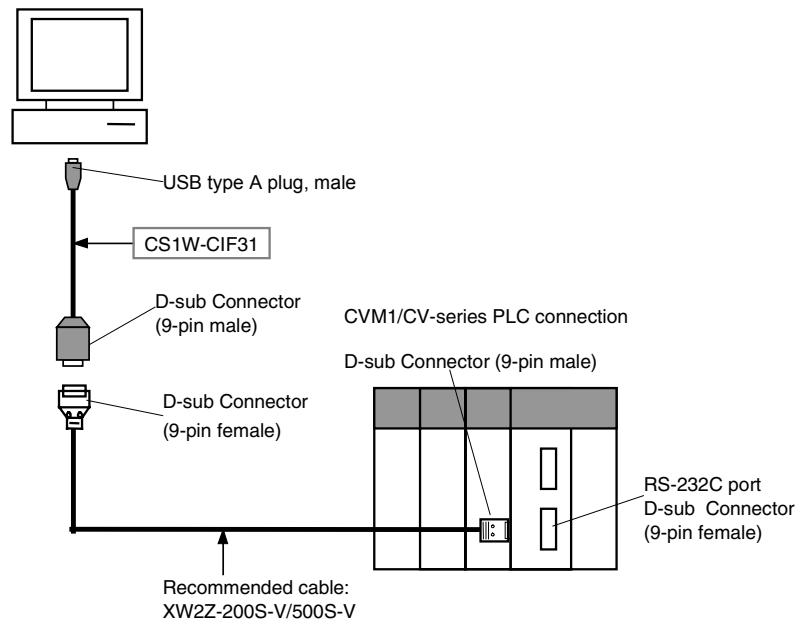 USB type A plug, male
CS1W-CIF31
D-sub Connector
(9-pin male)
CVM1/CV-series PLC connection
D-sub Connector (9-pin male)
D-sub Connector
(9-pin female)
RS-232C port
D-sub Connector
(9-pin female)
Recommended cable:
XW2Z-200S-V/500S-V